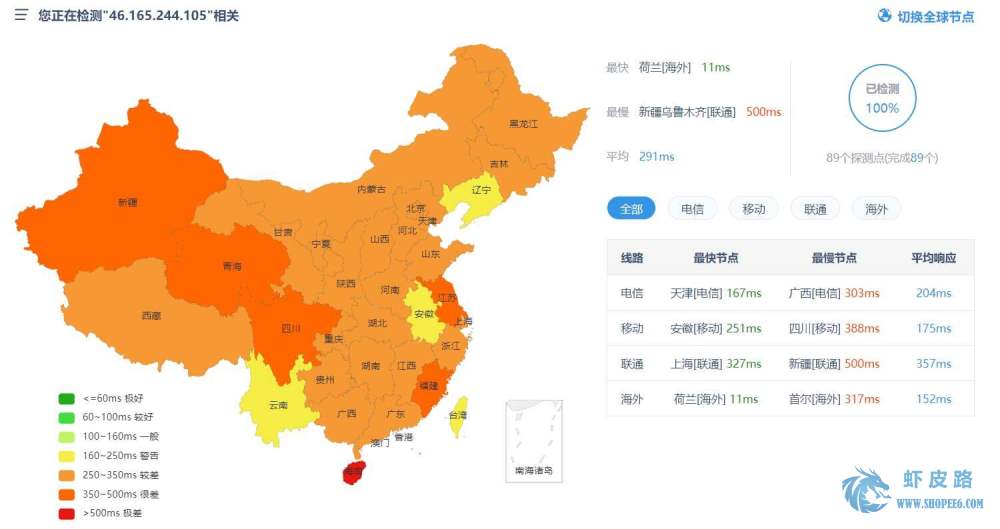 您正在检测"46.165.244.105"相关
切换全球节点
最快 荷兰[海外] 11ms
最慢 新疆乌鲁木齐[联通] 500ms
平均 291ms
已检测
100%
89个探测点(完成89个)
全部 电信 移动 联通 海外
线路 最快节点 最慢节点 平均响应
电信 天津[电信] 167ms 广西[电信] 303ms 204ms
移动 安徽[移动] 251ms 四川[移动] 388ms 175ms
联通 上海[联通] 327ms 新疆[联通] 500ms 357ms
海外 荷兰[海外] 11ms 首尔[海外] 317ms 152ms
黑龙江
吉林
辽宁
内蒙古
新疆
北京
天津
河北
甘肃
宁夏
山西
山东
青海
陕西
河南
江苏
西藏
安徽
上海
四川
湖北
重庆
浙江
湖南
江西
贵州
福建
云南
广西
广东
台湾
香港
澳门
海南
南海诸岛
<=60ms 极好
60~100ms 较好
100~160ms 一般
160~250ms 警告
250~350ms 较差
350~500ms 很差
>500ms 极差
虾皮路
WWW.SHOPEE6.COM